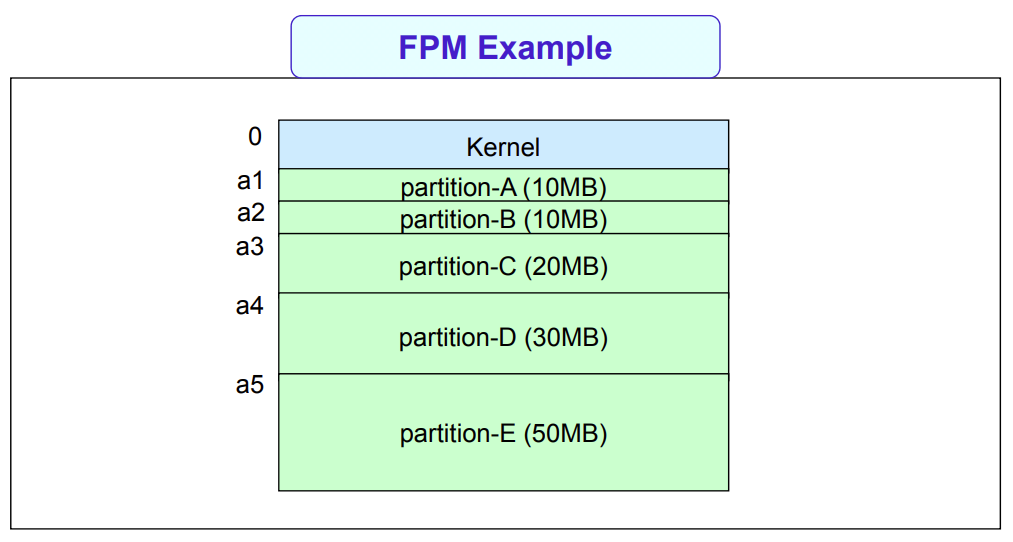 FPM Example
0
Kernel
a1
partition-A (10MB)
a2
partition-B (10MB)
a3
partition-C (20MB)
a4
partition-D (30MB)
a5
partition-E (50MB)